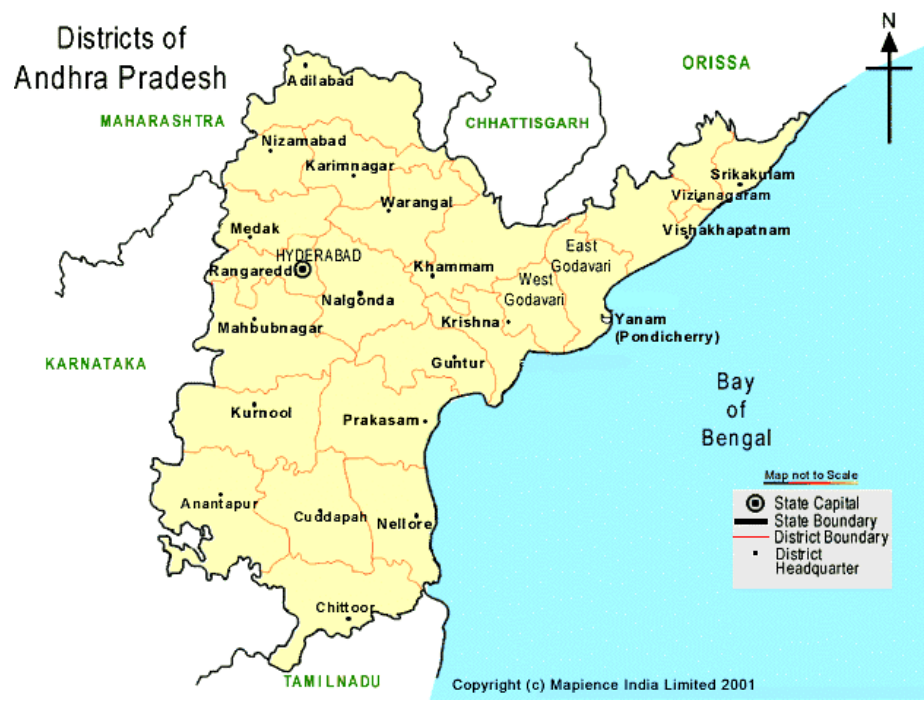 Districts of
Andhra Pradesh
N
ORISSA
Adilabad
MAHARASHTRA
CHHATTISGARH
Nizamabad
Karimnagar
Srikakulam
Vizianagaram
Warangal
Medak
Vishakhapatnam
HYDERABAD
East
Godavari
Rangaredd
Khammam
West
Godavari
Nalgonda
Mahbubnagar
Krishna
Yanam
(Pondicherry)
KARNATAKA
Guntur
Bay
of
Bengal
Kurnool
Prakasam
Map not to Scale
Anantapur
Cuddapah
Nellore
State Capital
State Boundary
District Boundary
District
Headquarter
Chittoor
TAMILNADU
Copyright (c) Mapience India Limited 2001